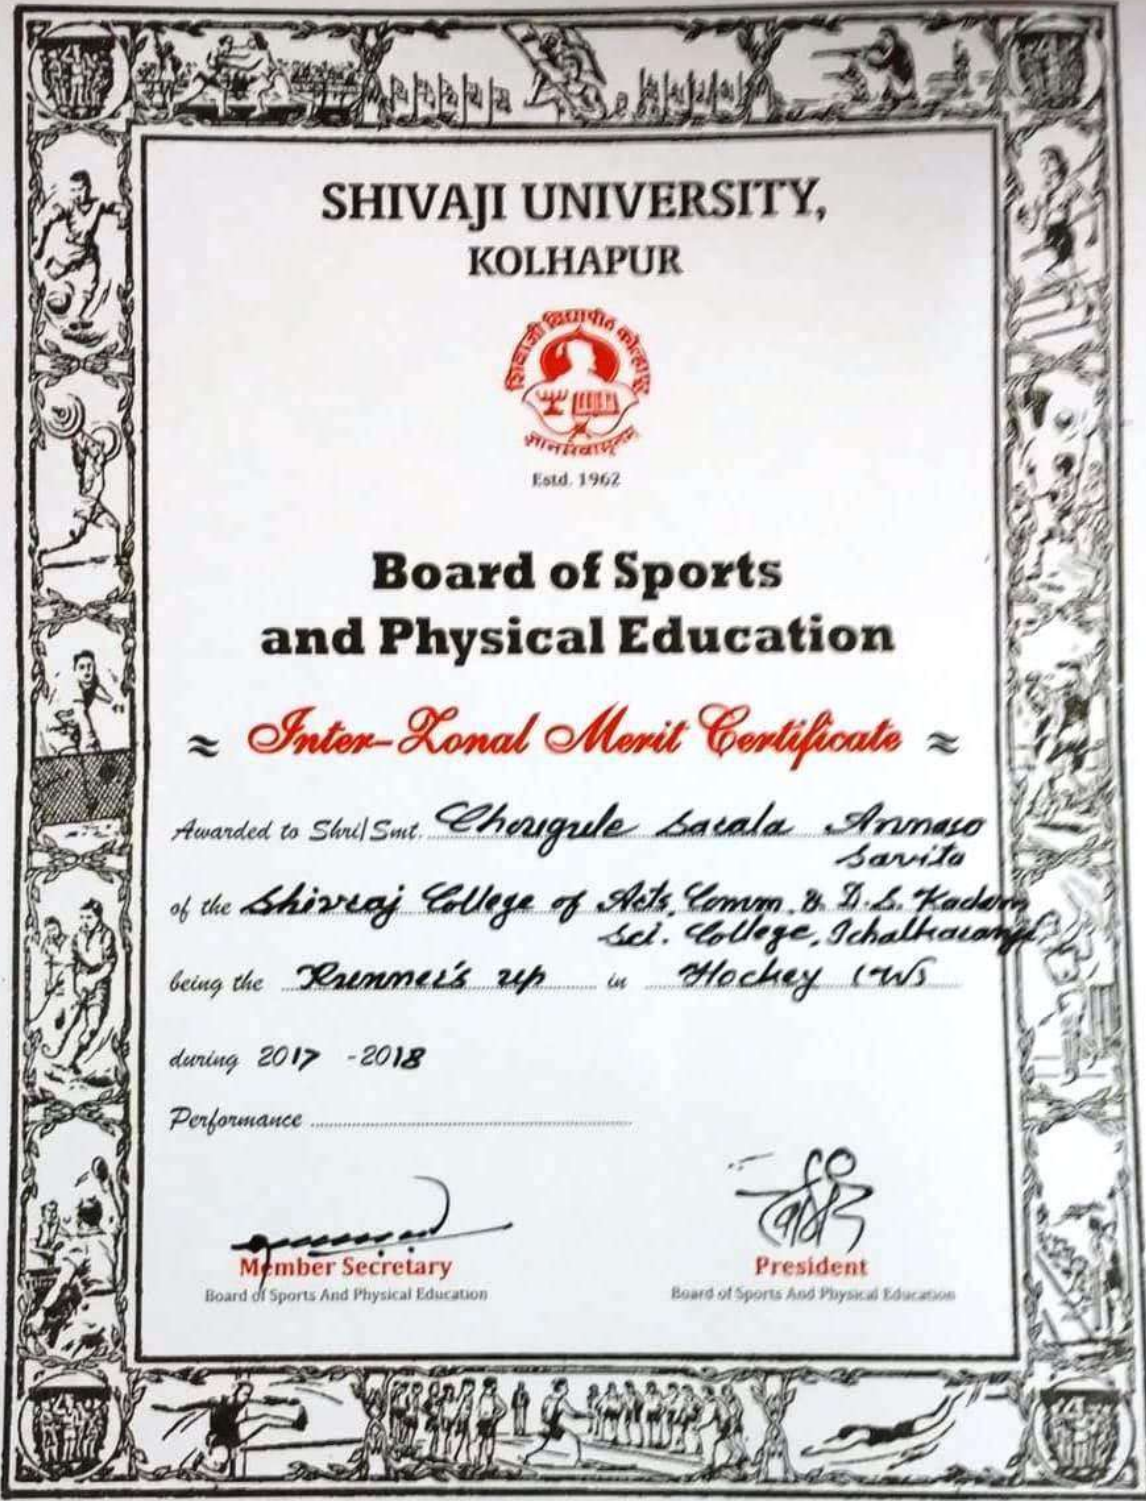 SHIVAJI UNIVERSITY,
KOLHAPUR
शिवाजी विद्यापीठ कोल्हापूर
ज्ञानमेवामृतम्
Estd. 1962
Board of Sports
and Physical Education
≈ Inter-Zonal Merit Certificate ≈
Awarded to Shri/Smt. Chougule Sarala Annaso
Savita
of the Shivraj College of Arts, Comm. & D.S. Kadam
Sci. College,
being the Runner's up in Hockey (W)
during 2017 - 2018
Performance
Member Secretary
Board of Sports And Physical Education
President
Board of Sports And Physical Education